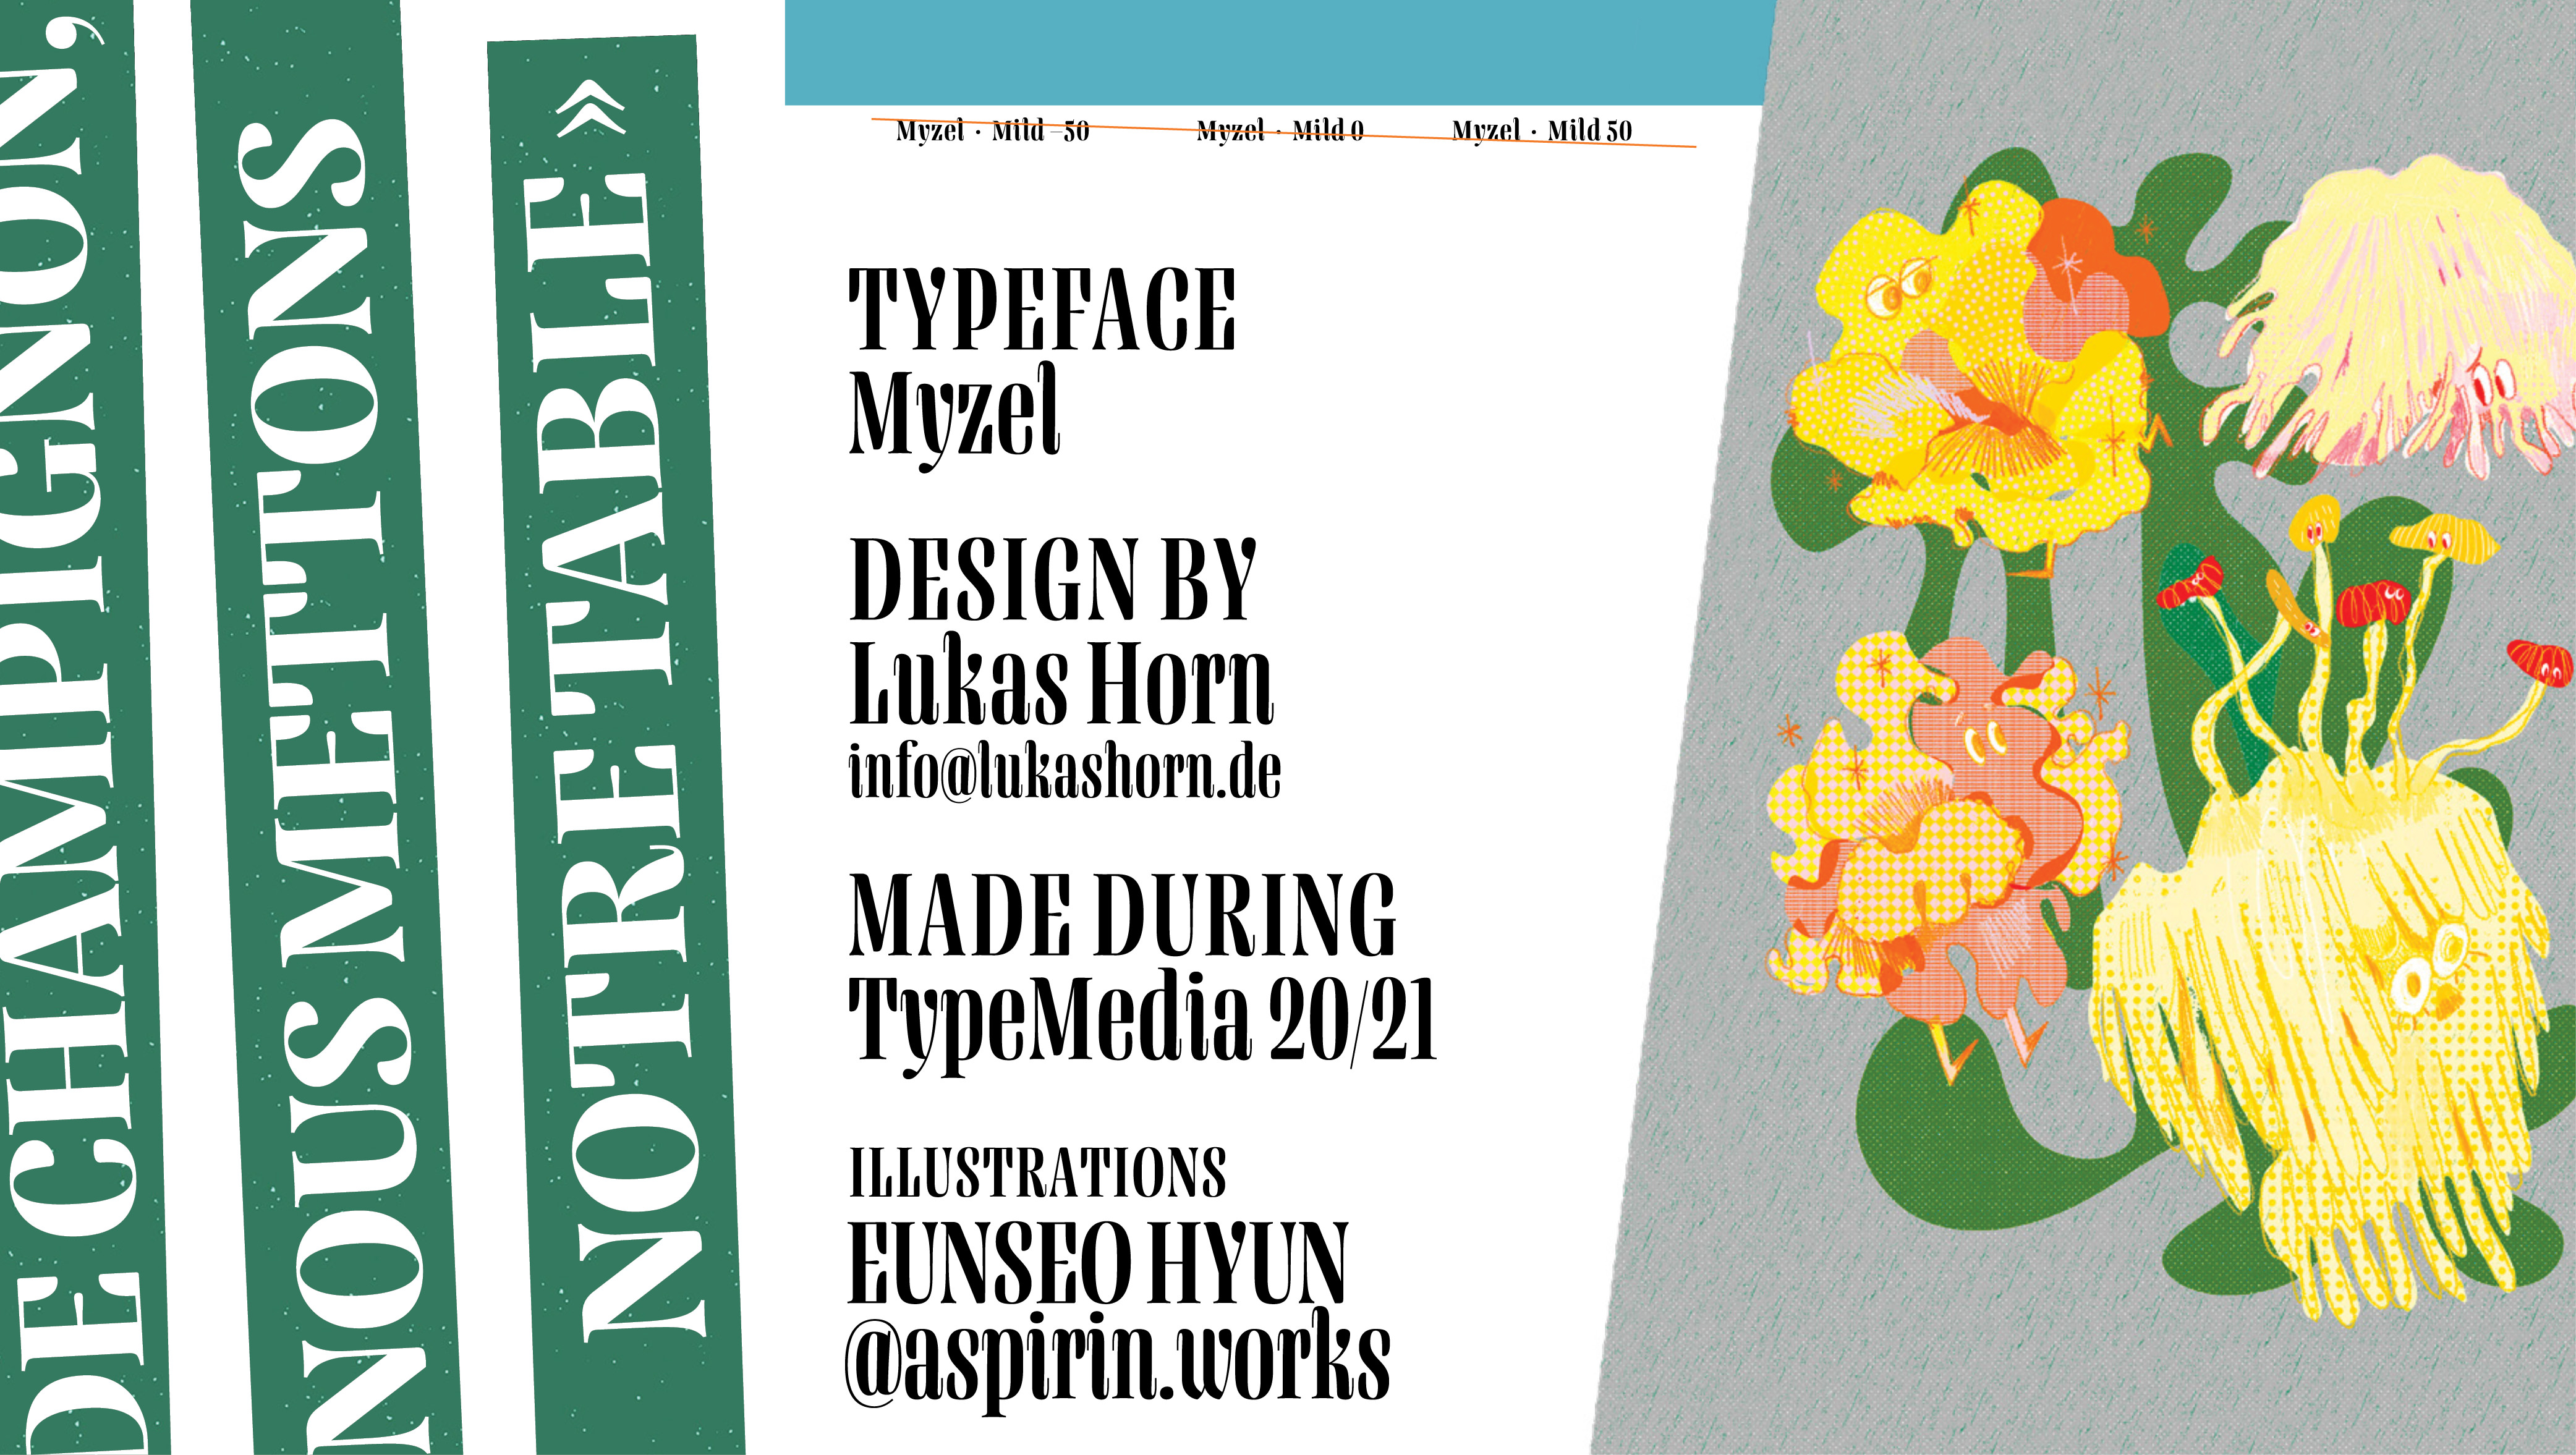 DE CHAMPIGNON,
NOUS METTONS
NOTRE TABLE »
Myzel · Mild –50 Myzel · Mild 0 Myzel · Mild 50
TYPEFACE
Myzel
DESIGN BY
Lukas Horn
info@lukashorn.de
MADE DURING
TypeMedia 20/21
ILLUSTRATIONS
EUNSEO HYUN
@aspirin.works